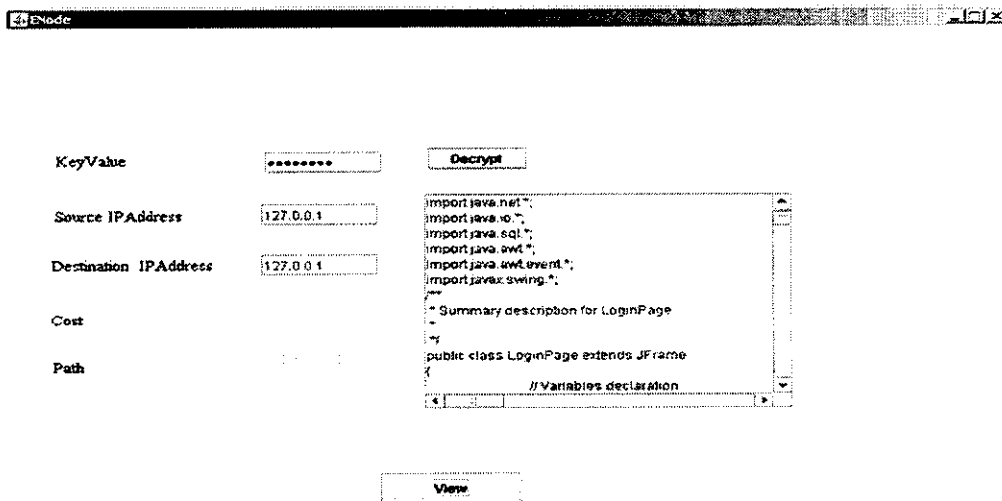 ENode
KeyValue
••••••••
Decrypt
Source IPAddress
127.0.0.1
Destination IPAddress
127.0.0.1
Cost
Path
import java.net.*;
import java.io.*;
import java.sql.*;
import java.awt.*;
import java.awt.event.*;
import javax.swing.*;
/**
* Summary description for LoginPage
*
*/
public class LoginPage extends JFrame
{
// Variables declaration
View